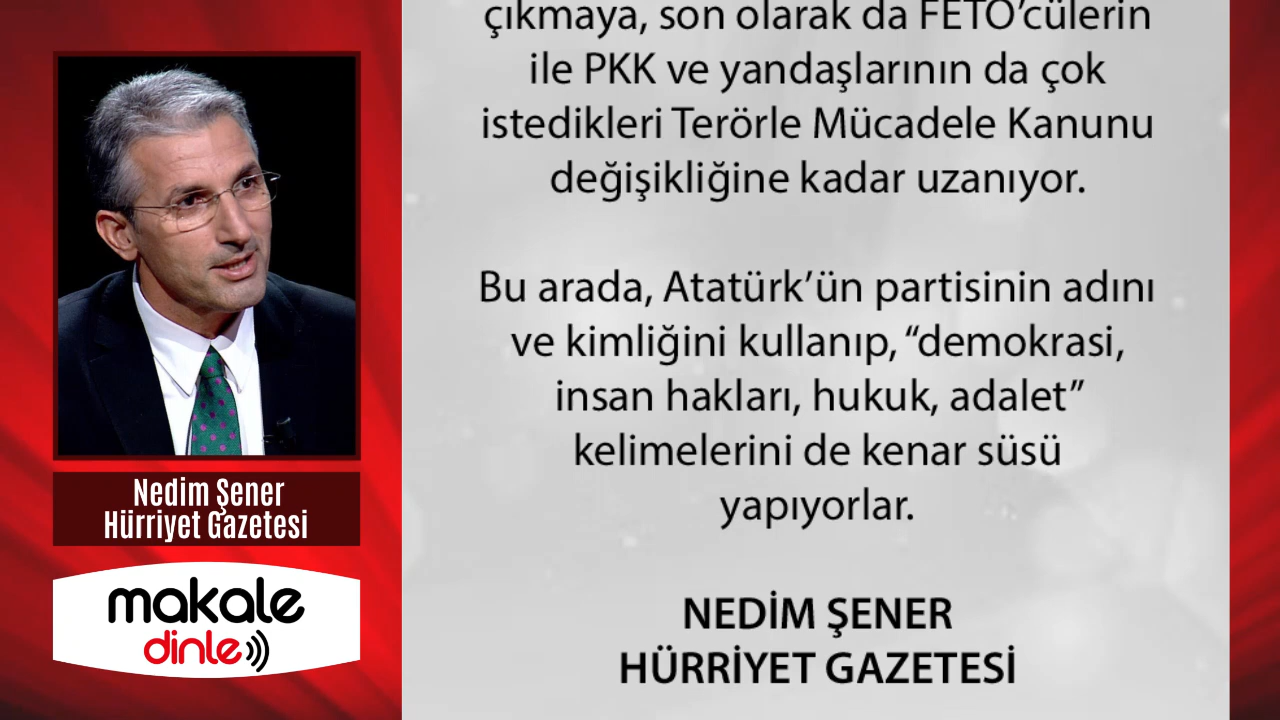 çıkmaya, son olarak da FETÖ’cülerin
ile PKK ve yandaşlarının da çok
istedikleri Terörle Mücadele Kanunu
değişikliğine kadar uzanıyor.
Bu arada, Atatürk’ün partisinin adını
ve kimliğini kullanıp, “demokrasi,
insan hakları, hukuk, adalet”
kelimelerini de kenar süsü
yapıyorlar.
NEDİM ŞENER
HÜRRİYET GAZETESİ
Nedim Şener
Hürriyet Gazetesi
makale
dinle